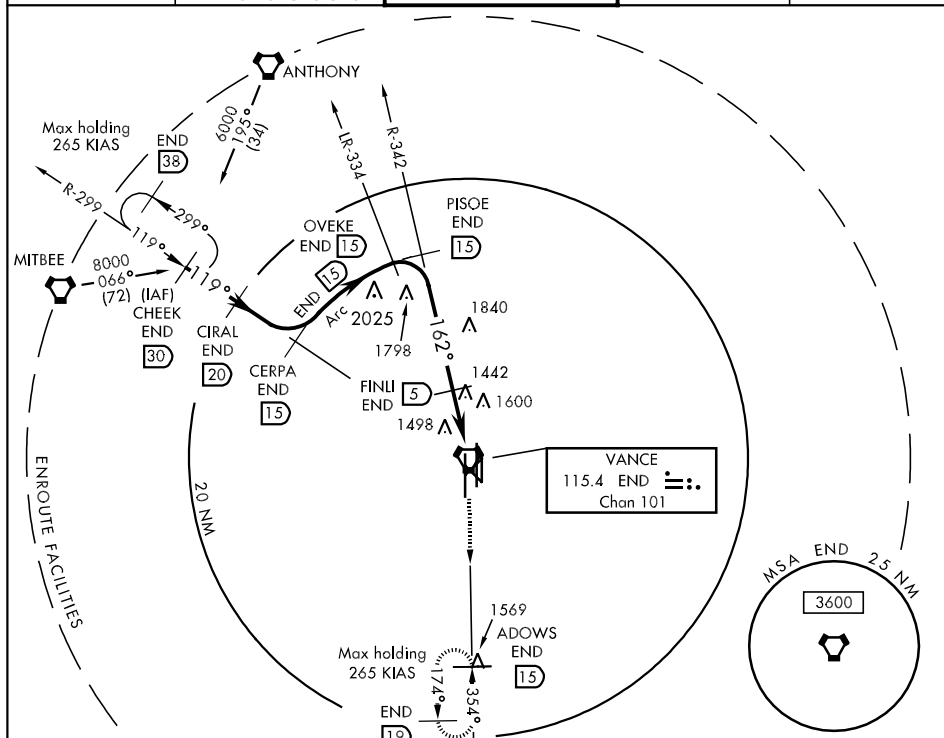 ANTHONY
6000
195°
(34)
Max holding
265 KIAS
END
38
R-299
299°
119°
119°
MITBEE
8000
066°
(72)
(IAF)
CHEEK
END
30
CIRAL
END
20
CERPA
END
15
OVEKE
END 15
END 15
Arc
LR-334
R-342
PISOE
END
15
2025
1798
1840
162°
FINLI
END
5
1442
1600
1498
VANCE
115.4 END
Chan 101
20 NM
ENROUTE FACILITIES
1569
ADOWS
END
15
Max holding
265 KIAS
174°
354°
END
19
MSA END 25 NM
3600